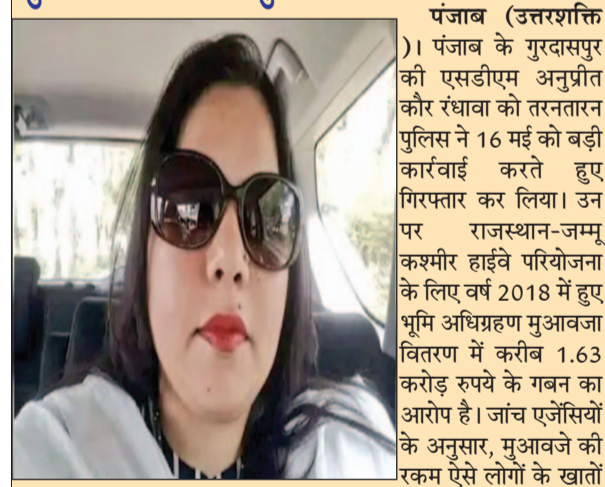 पंजाब (उत्तरशक्ति
)। पंजाब के गुरदासपुर
की एसडीएम अनुप्रीत
कौर रंधावा को तरनतारन
पुलिस ने 16 मई को बड़ी
कार्रवाई करते हुए
गिरफ्तार कर लिया। उन
पर राजस्थान-जम्मू
कश्मीर हाईवे परियोजना
के लिए वर्ष 2018 में हुए
भूमि अधिग्रहण मुआवजा
वितरण में करीब 1.63
करोड़ रुपये के गबन का
आरोप है। जांच एजेंसियों
के अनुसार, मुआवजे की
रकम ऐसे लोगों के खातों